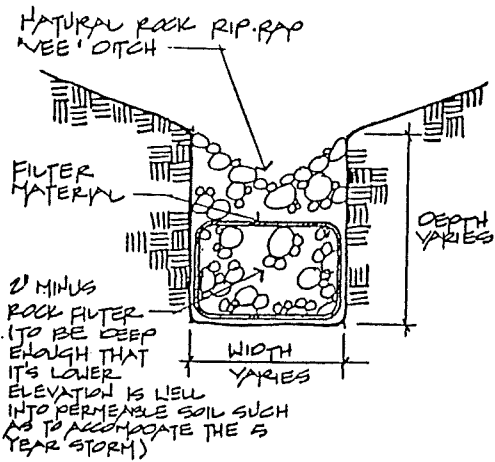 NATURAL ROCK RIP-RAP
'VEE' DITCH
FILTER
MATERIAL
DEPTH
VARIES
2" MINUS
ROCK FILTER
(TO BE DEEP
ENOUGH THAT
IT'S LOWER
ELEVATION IS WELL
INTO PERMEABLE SOIL SUCH
AS TO ACCOMODATE THE 5
YEAR STORM)
WIDTH
VARIES